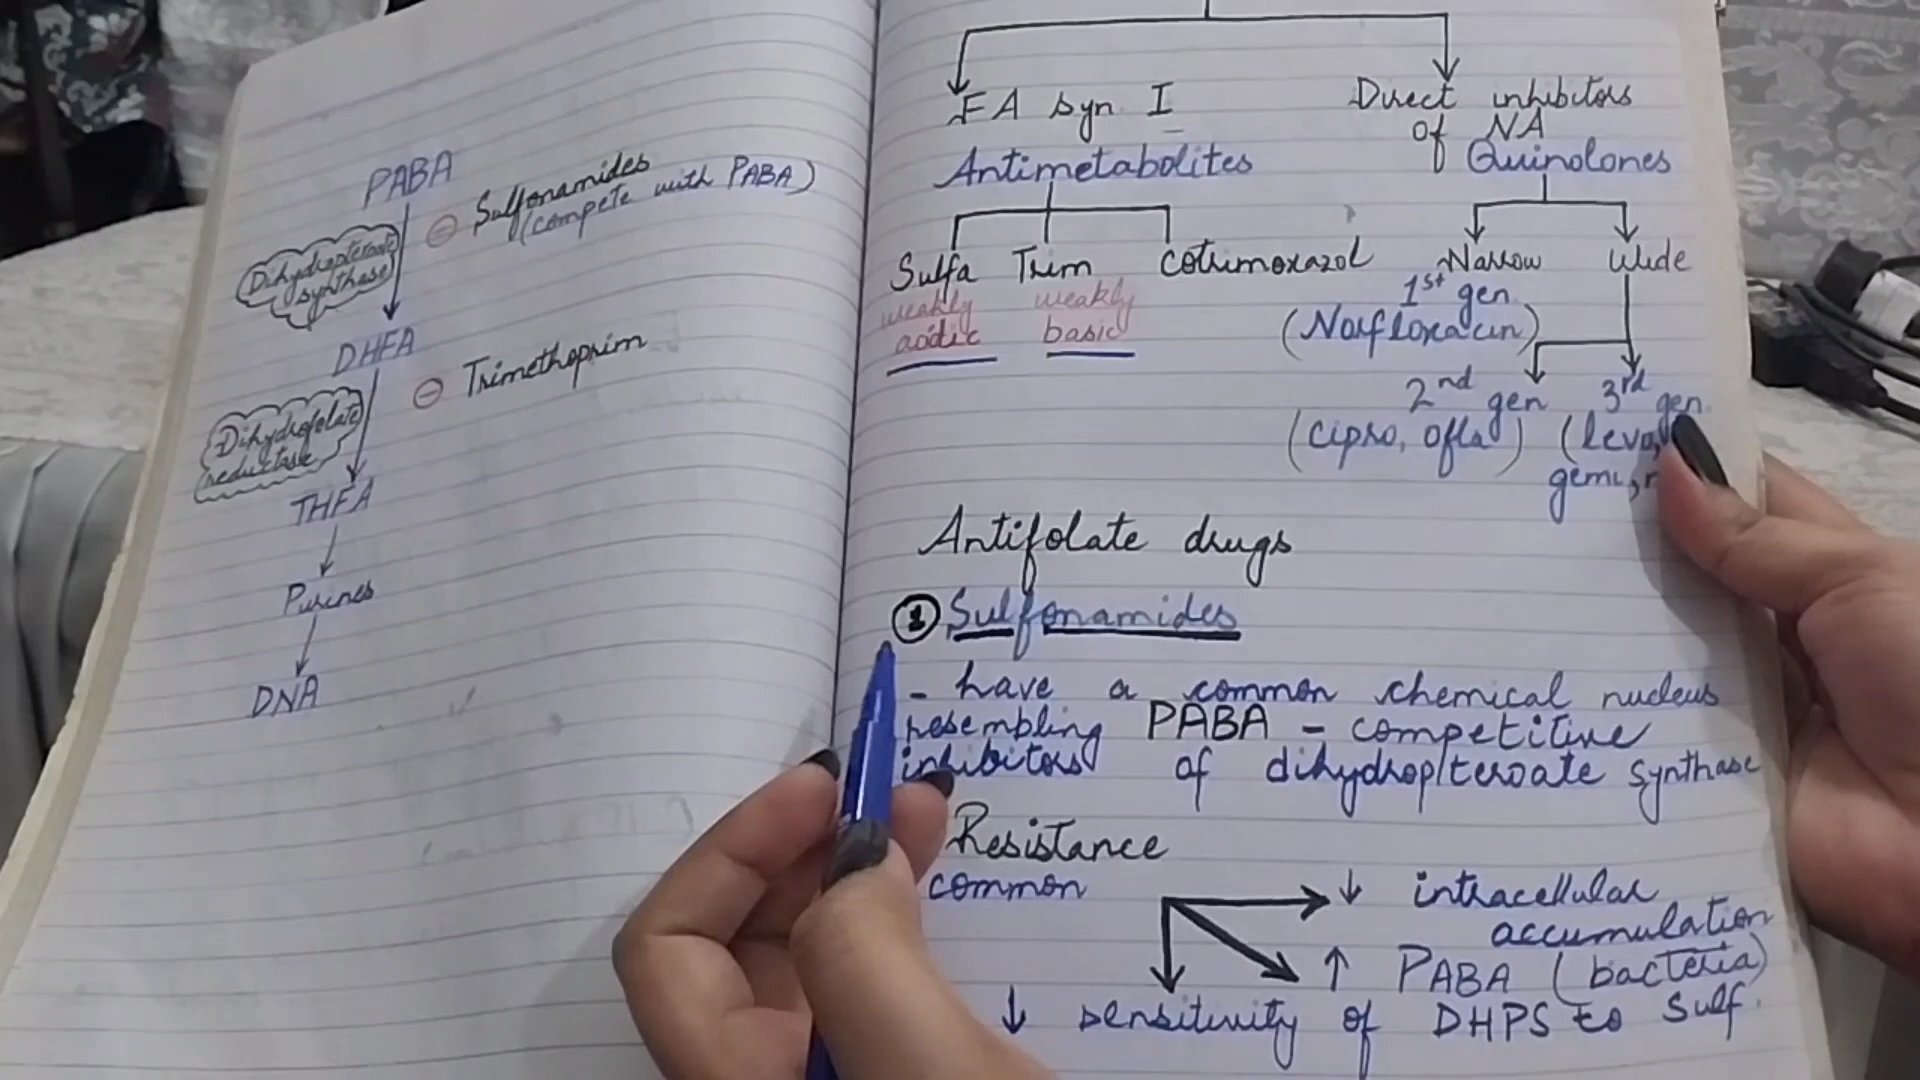 PABA
⊖ Sulfonamides
(compete with PABA)
Dihydropteroate
synthase
DHFA
⊖ Trimethoprim
Dihydrofolate
reductase
THFA
Purines
DNA
FA syn I
Antimetabolites
Sulfa Trim Cotrimoxazol
weakly acidic
weakly basic
Direct inhibitors
of NA
Quinolones
Narrow Wide
1st gen
(Norfloxacin)
2nd gen
(cipro, ofla)
3rd gen
(levo,
gemi,
Antifolate drugs
1 Sulfonamides
- have a common chemical nucleus
resembling PABA - competitive
inhibitors of dihydropteroate synthase
Resistance
common
↓ intracellular
accumulation
↑ PABA (bacteria)
↓ sensitivity of DHPS to sulf.